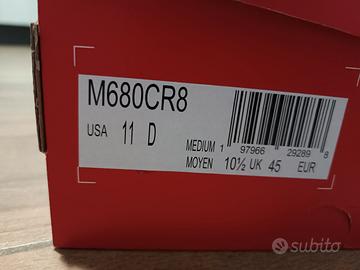 M680CR8
USA 11 D
MEDIUM
MOYEN 10½ UK 45 EUR
1 97966 29289 8
subito